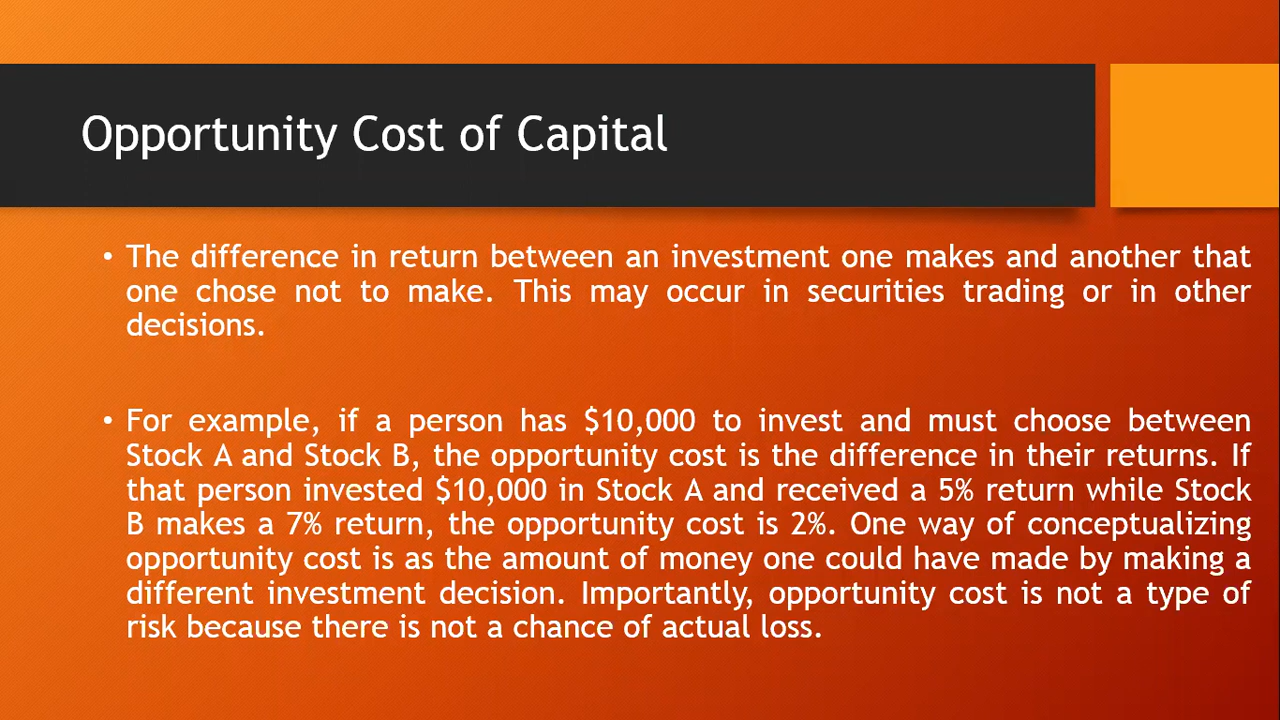 Opportunity Cost of Capital
• The difference in return between an investment one makes and another that
one chose not to make. This may occur in securities trading or in other
decisions.
• For example, if a person has $10,000 to invest and must choose between
Stock A and Stock B, the opportunity cost is the difference in their returns. If
that person invested $10,000 in Stock A and received a 5% return while Stock
B makes a 7% return, the opportunity cost is 2%. One way of conceptualizing
opportunity cost is as the amount of money one could have made by making a
different investment decision. Importantly, opportunity cost is not a type of
risk because there is not a chance of actual loss.